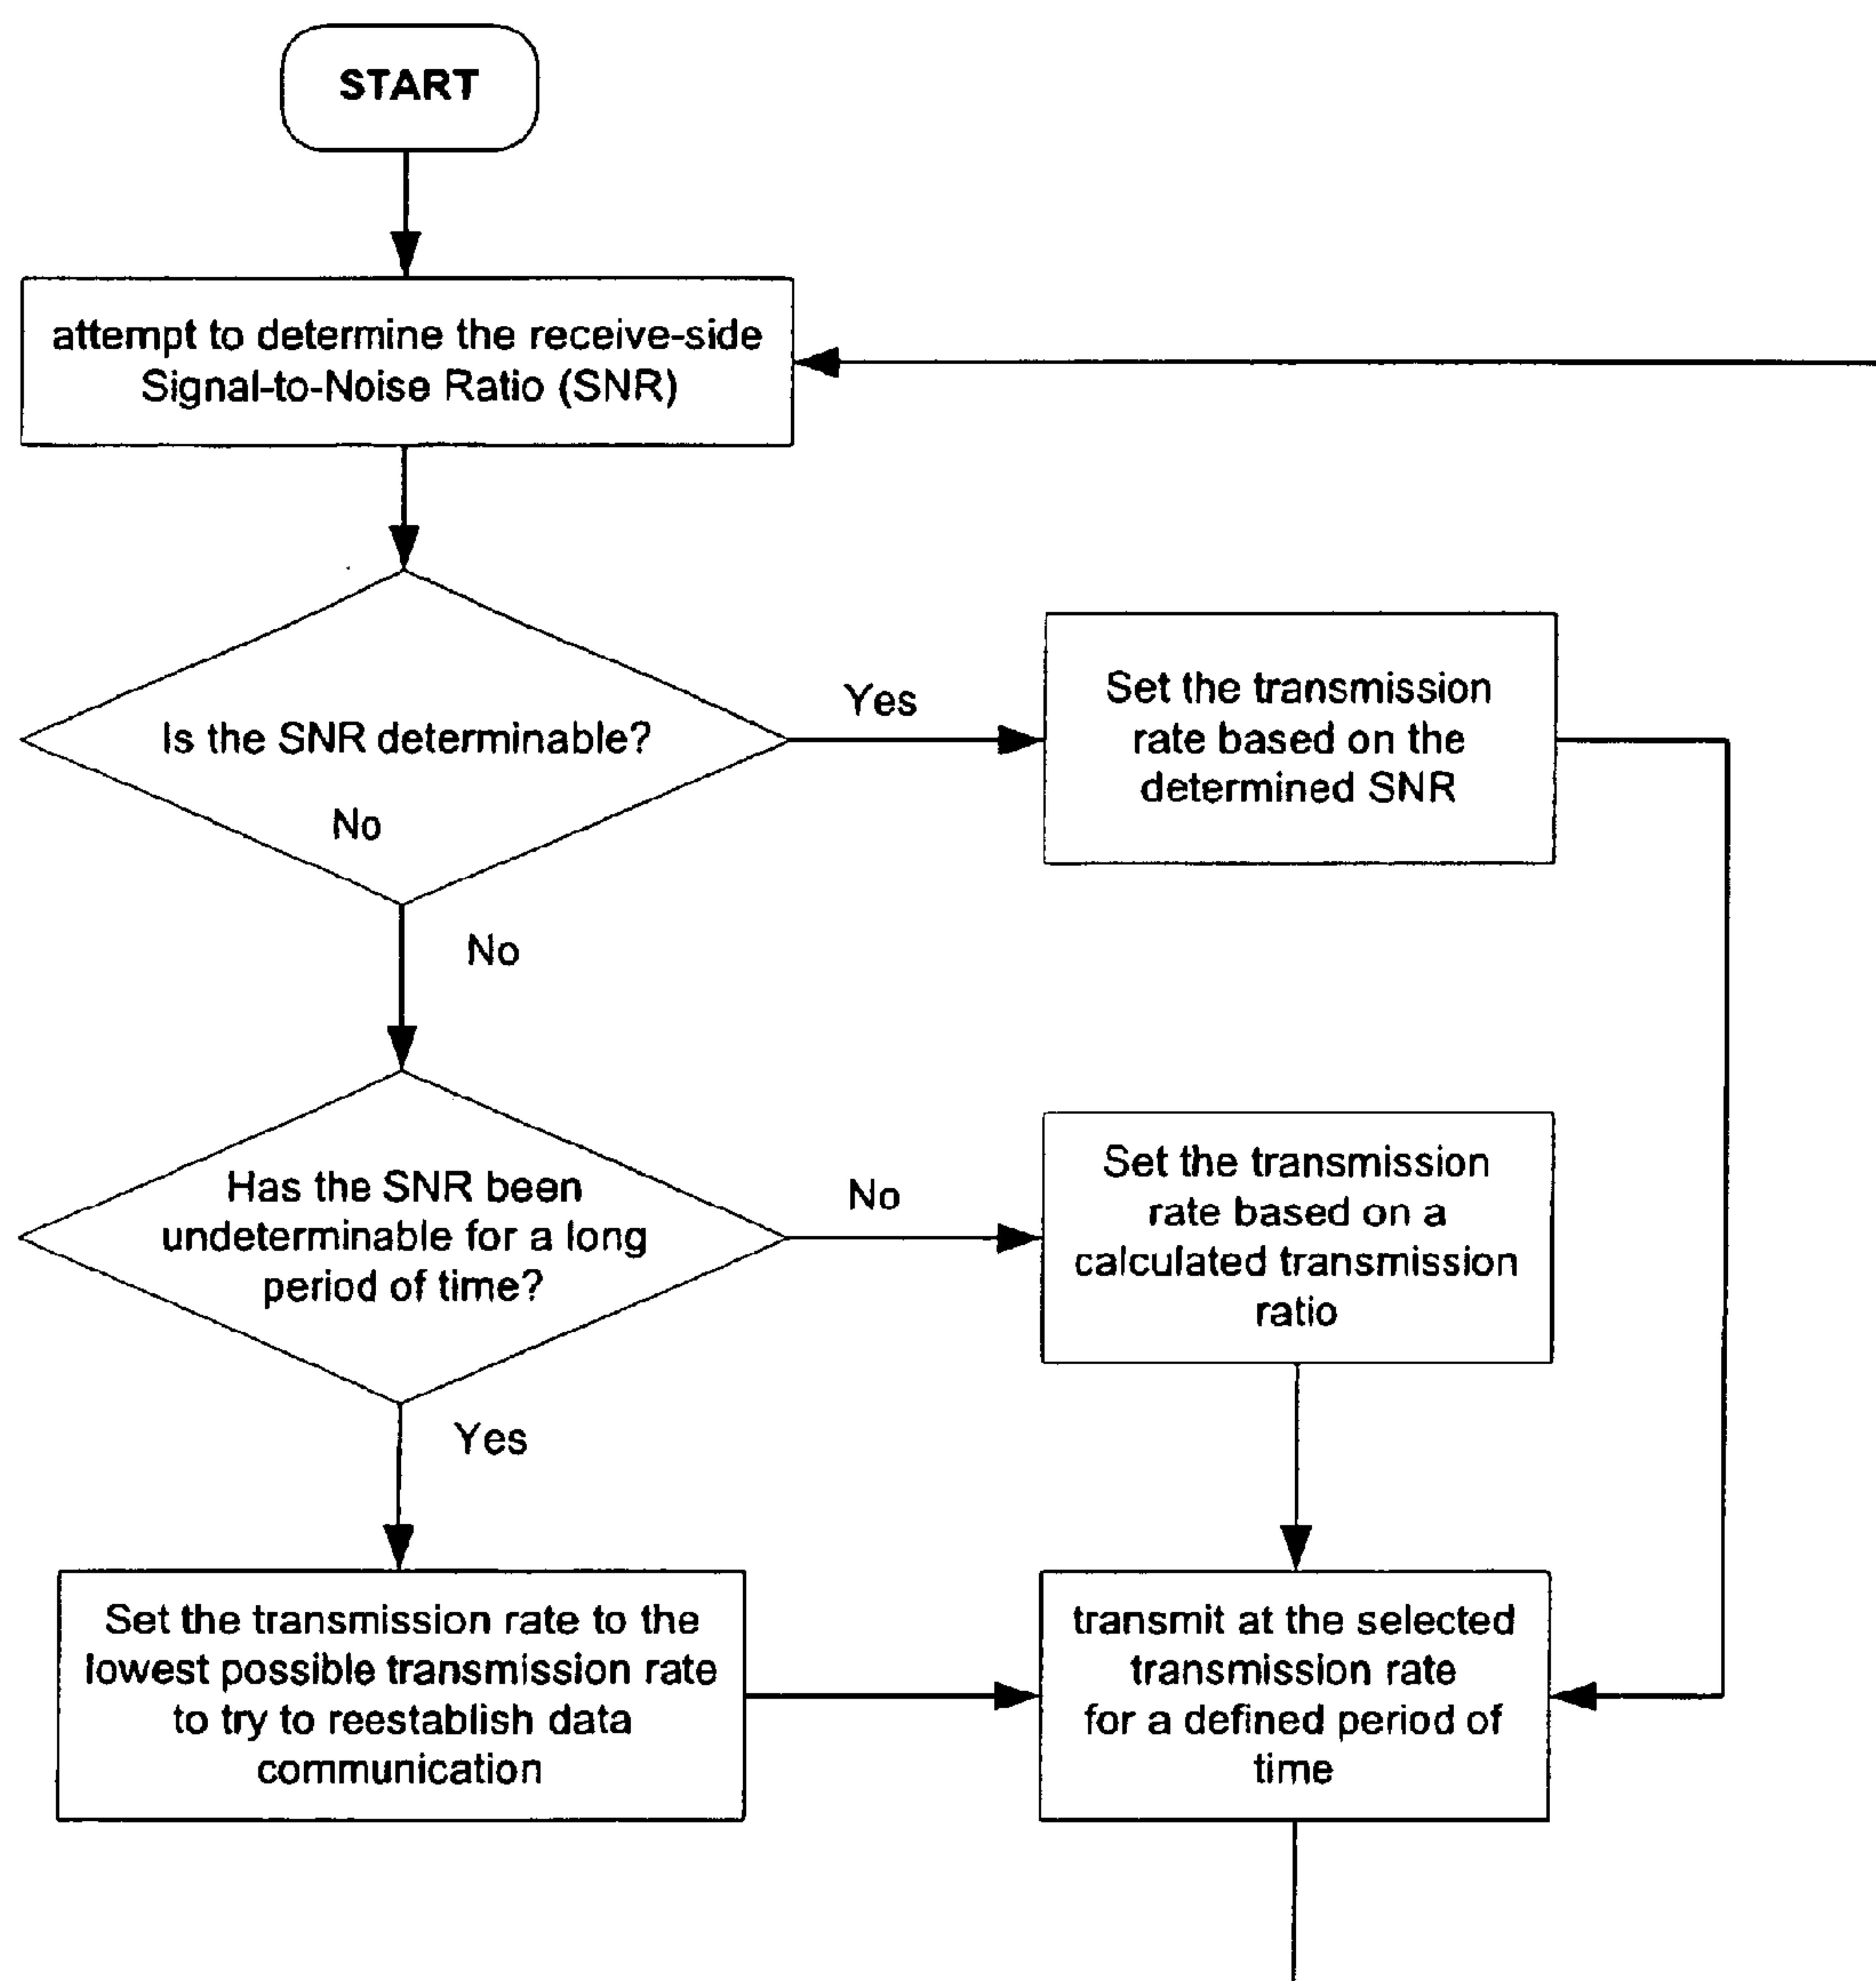 START
attempt to determine the receive-side
Signal-to-Noise Ratio (SNR)
Is the SNR determinable?
No
Yes
Set the transmission
rate based on the
determined SNR
No
Has the SNR been
undeterminable for a long
period of time?
No
Set the transmission
rate based on a
calculated transmission
ratio
Yes
Set the transmission rate to the
lowest possible transmission rate
to try to reestablish data
communication
transmit at the selected
transmission rate
for a defined period of
time